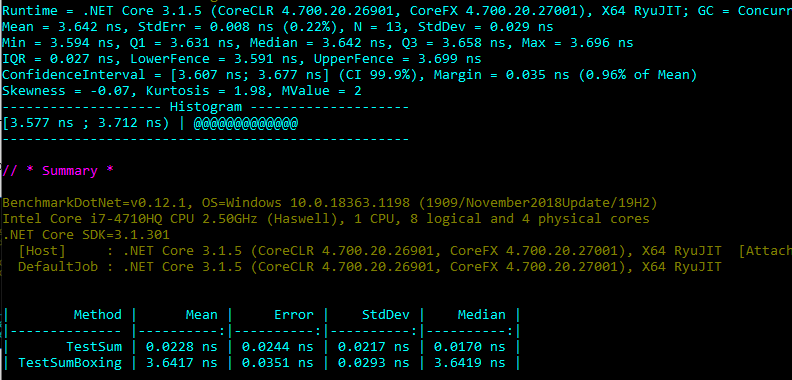 Runtime = .NET Core 3.1.5 (CoreCLR 4.700.20.26901, CoreFX 4.700.20.27001), X64 RyuJIT; GC = Concurr
Mean = 3.642 ns, StdErr = 0.008 ns (0.22%), N = 13, StdDev = 0.029 ns
Min = 3.594 ns, Q1 = 3.631 ns, Median = 3.642 ns, Q3 = 3.658 ns, Max = 3.696 ns
IQR = 0.027 ns, LowerFence = 3.591 ns, UpperFence = 3.699 ns
ConfidenceInterval = [3.607 ns; 3.677 ns] (CI 99.9%), Margin = 0.035 ns (0.96% of Mean)
Skewness = -0.07, Kurtosis = 1.98, MValue = 2
-------------------- Histogram --------------------
[3.577 ns ; 3.712 ns) | @@@@@@@@@@@@@
---------------------------------------------------
// * Summary *
BenchmarkDotNet=v0.12.1, OS=Windows 10.0.18363.1198 (1909/November2018Update/19H2)
Intel Core i7-4710HQ CPU 2.50GHz (Haswell), 1 CPU, 8 logical and 4 physical cores
.NET Core SDK=3.1.301
[Host]     : .NET Core 3.1.5 (CoreCLR 4.700.20.26901, CoreFX 4.700.20.27001), X64 RyuJIT  [Attach
DefaultJob : .NET Core 3.1.5 (CoreCLR 4.700.20.26901, CoreFX 4.700.20.27001), X64 RyuJIT
|        Method |      Mean |     Error |    StdDev |    Median |
|-------------- |----------:|----------:|----------:|----------:|
|       TestSum | 0.0228 ns | 0.0244 ns | 0.0217 ns | 0.0170 ns |
| TestSumBoxing | 3.6417 ns | 0.0351 ns | 0.0293 ns | 3.6419 ns |